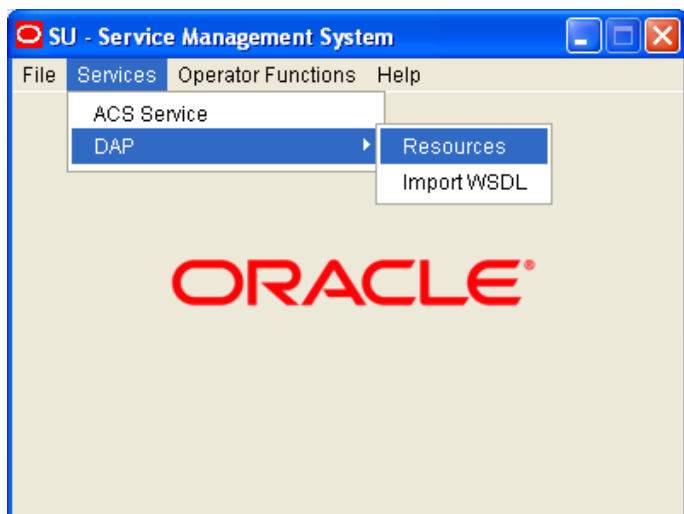 SU - Service Management System
File Services Operator Functions Help
ACS Service
DAP Resources
Import WSDL
ORACLE®